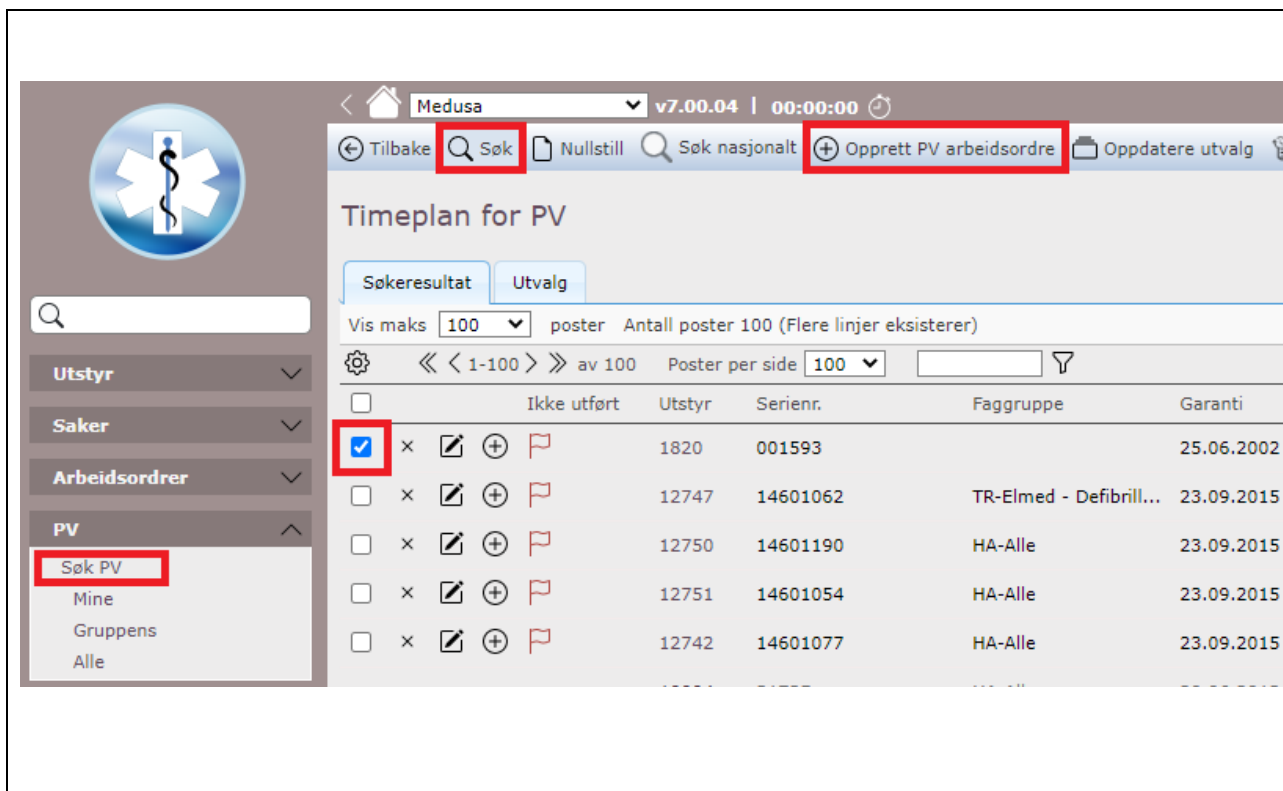 Medusa v7.00.04 | 00:00:00
Tilbake Søk Nullstill Søk nasjonalt Opprett PV arbeidsordre Oppdatere utvalg
Timeplan for PV
Søkeresultat Utvalg
Vis maks 100 poster Antall poster 100 (Flere linjer eksisterer)
1-100 av 100 Poster per side 100
Ikke utført Utstyr Serienr. Faggruppe Garanti
1820 001593 25.06.2002
12747 14601062 TR-Elmed - Defibrill... 23.09.2015
12750 14601190 HA-Alle 23.09.2015
12751 14601054 HA-Alle 23.09.2015
12742 14601077 HA-Alle 23.09.2015
Utstyr
Saker
Arbeidsordrer
PV
Søk PV
Mine
Gruppens
Alle